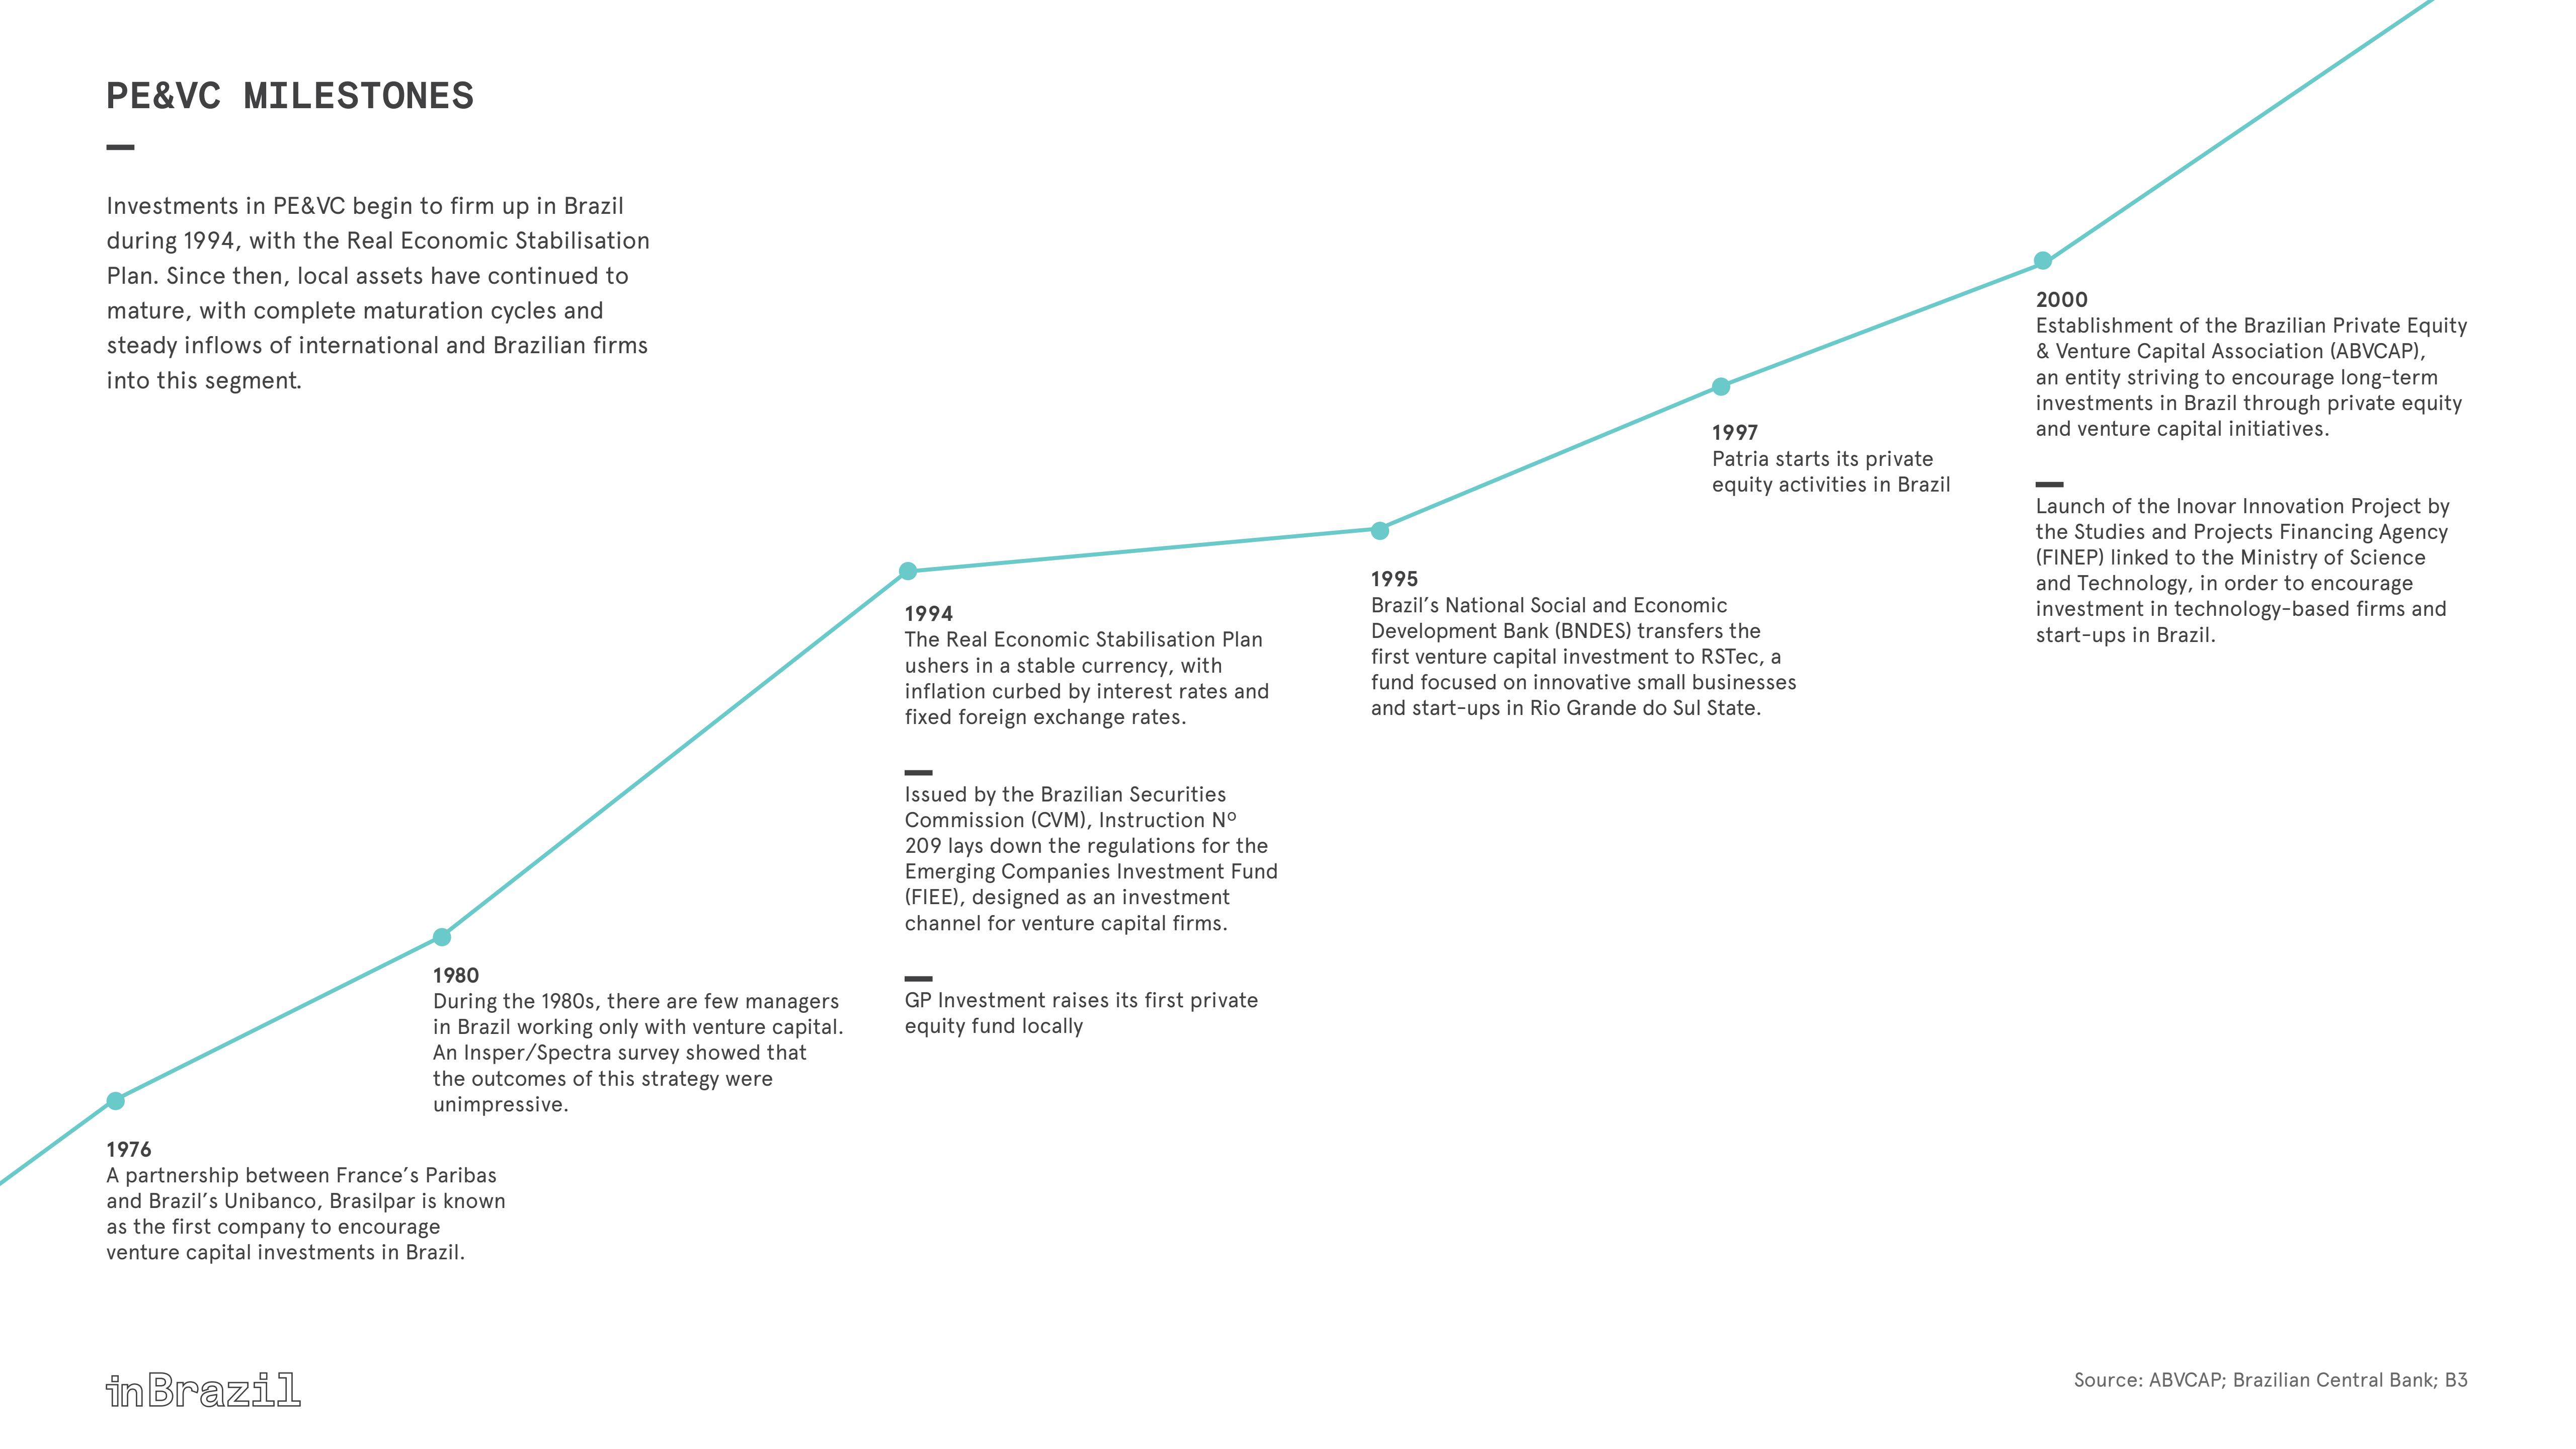 PE&VC MILESTONES
Investments in PE&VC begin to firm up in Brazil
during 1994, with the Real Economic Stabilisation
Plan. Since then, local assets have continued to
mature, with complete maturation cycles and
steady inflows of international and Brazilian firms
into this segment.
1976
A partnership between France’s Paribas
and Brazil’s Unibanco, Brasilpar is known
as the first company to encourage
venture capital investments in Brazil.
1980
During the 1980s, there are few managers
in Brazil working only with venture capital.
An Insper/Spectra survey showed that
the outcomes of this strategy were
unimpressive.
1994
The Real Economic Stabilisation Plan
ushers in a stable currency, with
inflation curbed by interest rates and
fixed foreign exchange rates.
Issued by the Brazilian Securities
Commission (CVM), Instruction Nº
209 lays down the regulations for the
Emerging Companies Investment Fund
(FIEE), designed as an investment
channel for venture capital firms.
GP Investment raises its first private
equity fund locally
1995
Brazil’s National Social and Economic
Development Bank (BNDES) transfers the
first venture capital investment to RSTec, a
fund focused on innovative small businesses
and start-ups in Rio Grande do Sul State.
1997
Patria starts its private
equity activities in Brazil
2000
Establishment of the Brazilian Private Equity
& Venture Capital Association (ABVCAP),
an entity striving to encourage long-term
investments in Brazil through private equity
and venture capital initiatives.
Launch of the Inovar Innovation Project by
the Studies and Projects Financing Agency
(FINEP) linked to the Ministry of Science
and Technology, in order to encourage
investment in technology-based firms and
start-ups in Brazil.
inBrazil
Source: ABVCAP; Brazilian Central Bank; B3